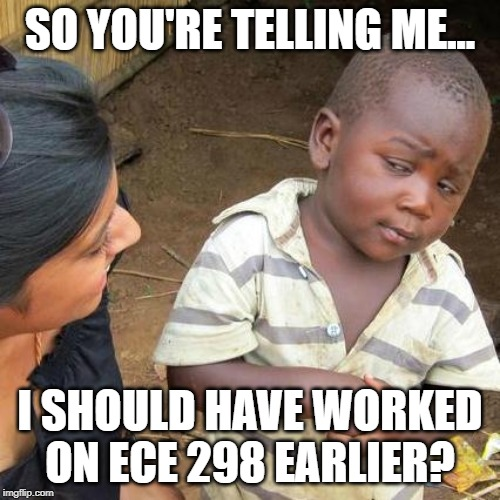 SO YOU'RE TELLING ME...
I SHOULD HAVE WORKED
ON ECE 298 EARLIER?
imgflip.com